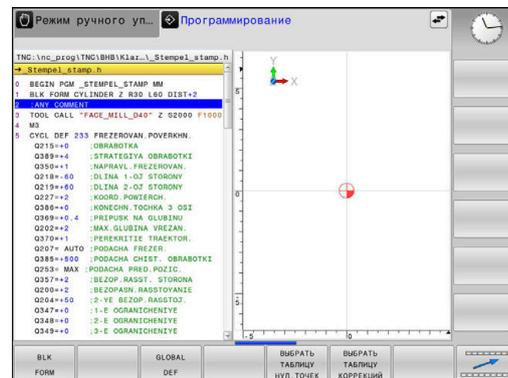 Режим ручного уп…
Программирование
TNC:\nc_prog\TNC\BHB\Klar…\_Stempel_stamp.h
→_Stempel_stamp.h
0 BEGIN PGM _STEMPEL_STAMP MM
1 BLK FORM CYLINDER Z R30 L60 DIST+2
2 ;ANY COMMENT
3 TOOL CALL "FACE_MILL_D40" Z S2000 F1000
4 M3
5 CYCL DEF 233 FREZEROVAN.POVERKHN.
Q215=+0 ;OBRABOTKA
Q389=+4 ;STRATEGIYA OBRABOTKI
Q350=+1 ;NAPRAVL.FREZEROVAN.
Q218=-60 ;DLINA 1-OJ STORONY
Q219=+60 ;DLINA 2-OJ STORONY
Q227=+2 ;KOORD.POWIERCH.
Q386=+0 ;KONECHN.TOCHKA 3 OSI
Q369=+0,4 ;PRIPUSK NA GLUBINU
Q202=+2 ;MAX.GLUBINA VREZAN.
Q370=+1 ;PEREKRITIE TRAEKTOR.
Q207= AUTO ;PODACHA FREZER.
Q385=+500 ;PODACHA CHIST. OBRABOTKI
Q253= MAX ;PODACHA PRED.POZIC.
Q357=+2 ;BEZOP.RASST. STORONA
Q200=+2 ;BEZOPASN.RASSTOYANIE
Q204=+50 ;2-YE BEZOP.RASSTOJ.
Q347=+0 ;1-E OGRANICHENIYE
Q348=+0 ;2-E OGRANICHENIYE
Q349=+0 ;3-E OGRANICHENIYE
Y
X
5
0
-5
-5
0
BLK
FORM
GLOBAL
DEF
ВЫБРАТЬ
ТАБЛИЦУ
НУЛ.ТОЧЕК
ВЫБРАТЬ
ТАБЛИЦУ
КОРРЕКЦИЙ